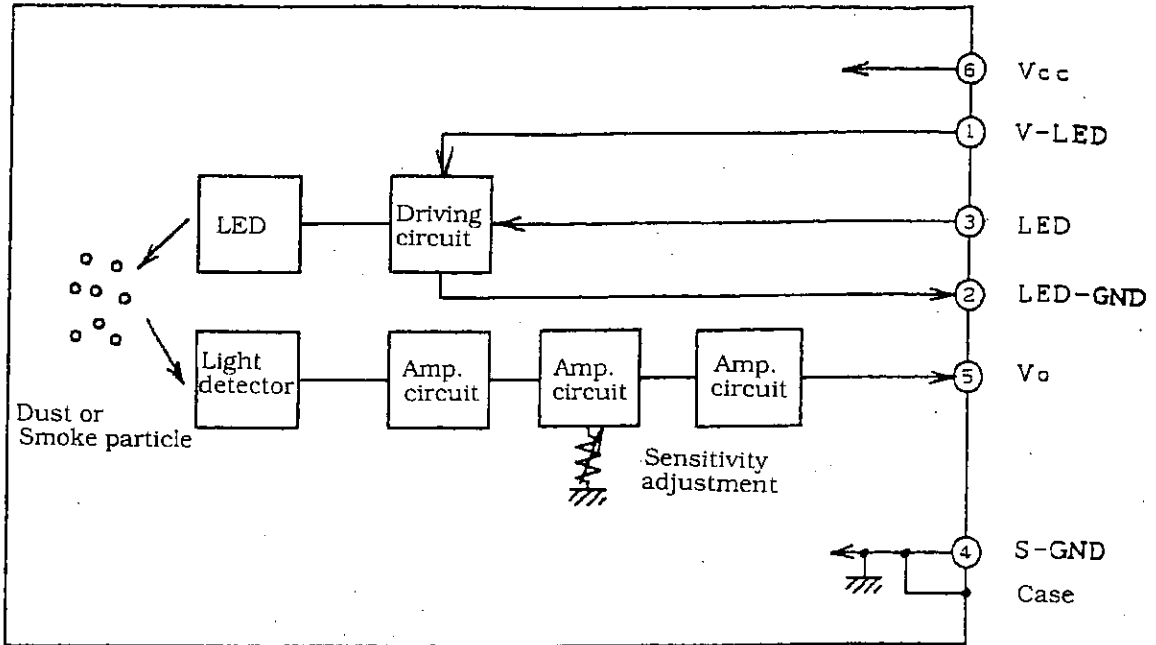 6 Vcc
1 V-LED
LED
Driving
circuit
3 LED
2 LED-GND
Light
detector
Amp.
circuit
Amp.
circuit
Amp.
circuit
5 Vo
Dust or
Smoke particle
Sensitivity
adjustment
4 S-GND
Case